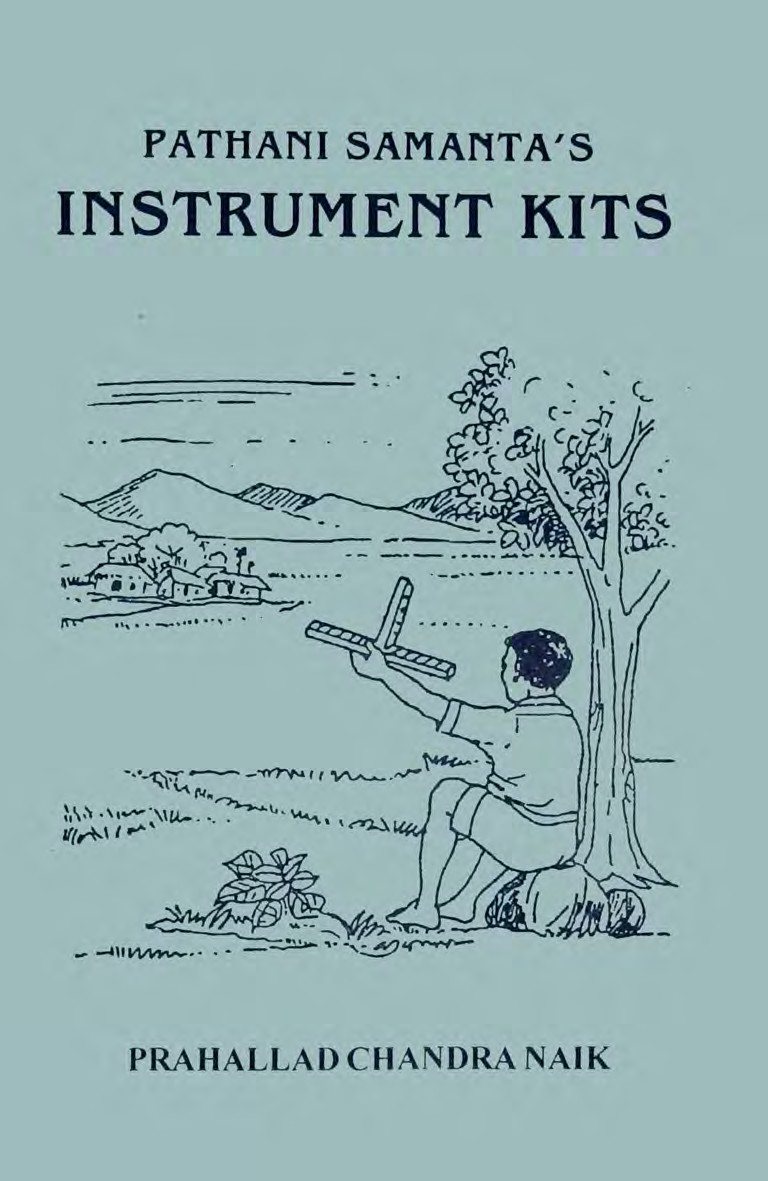 PATHANI SAMANTA'S
INSTRUMENT KITS
PRAHALLAD CHANDRA NAIK